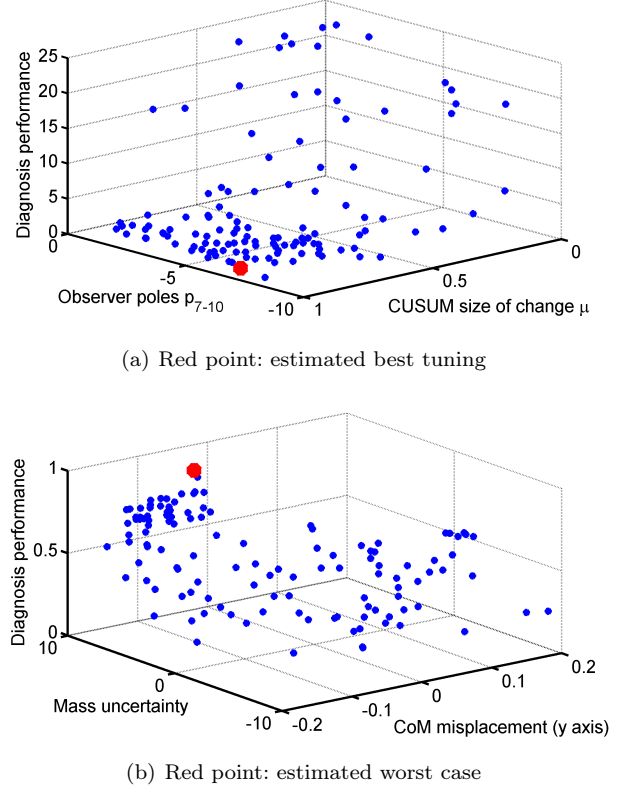 25
20
15
10
5
0
Diagnosis performance
0
-5
-10
Observer poles p7-10
1
0.5
0
CUSUM size of change μ
(a) Red point: estimated best tuning
1
0.5
0
Diagnosis performance
10
0
-10
Mass uncertainty
-0.2
-0.1
0
0.1
0.2
CoM misplacement (y axis)
(b) Red point: estimated worst case